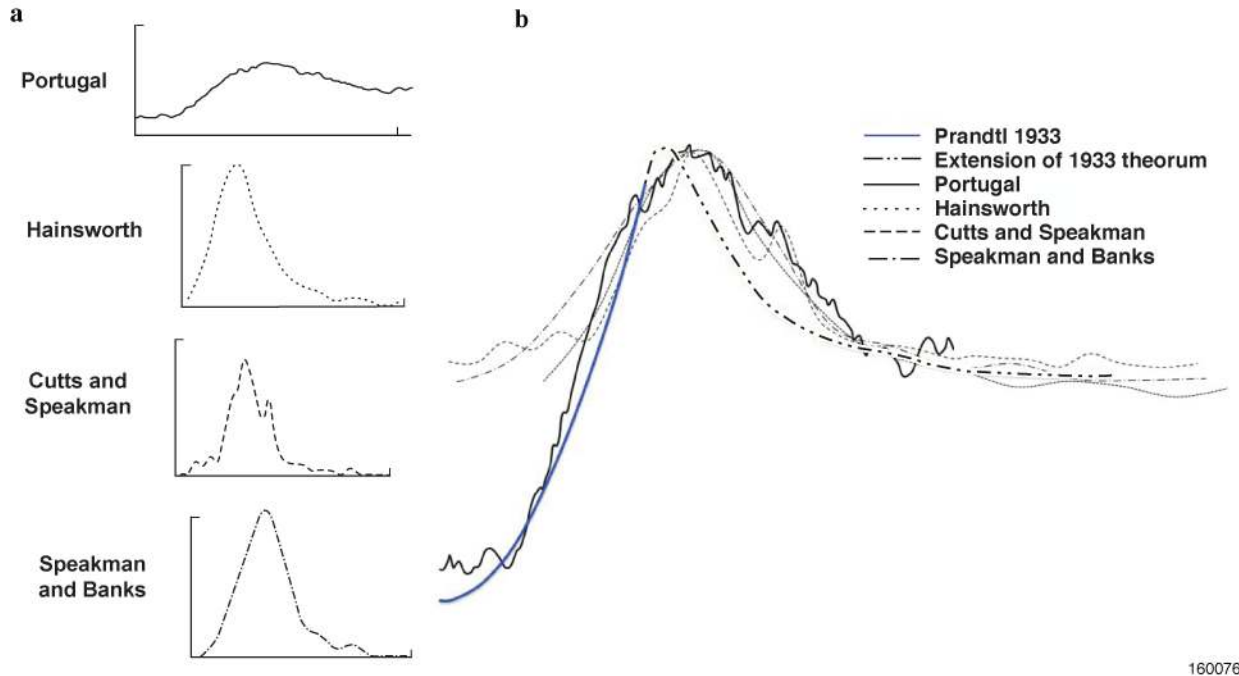 a
Portugal
Hainsworth
Cutts and
Speakman
Speakman
and Banks
b
Prandtl 1933
Extension of 1933 theorum
Portugal
Hainsworth
Cutts and Speakman
Speakman and Banks
160076